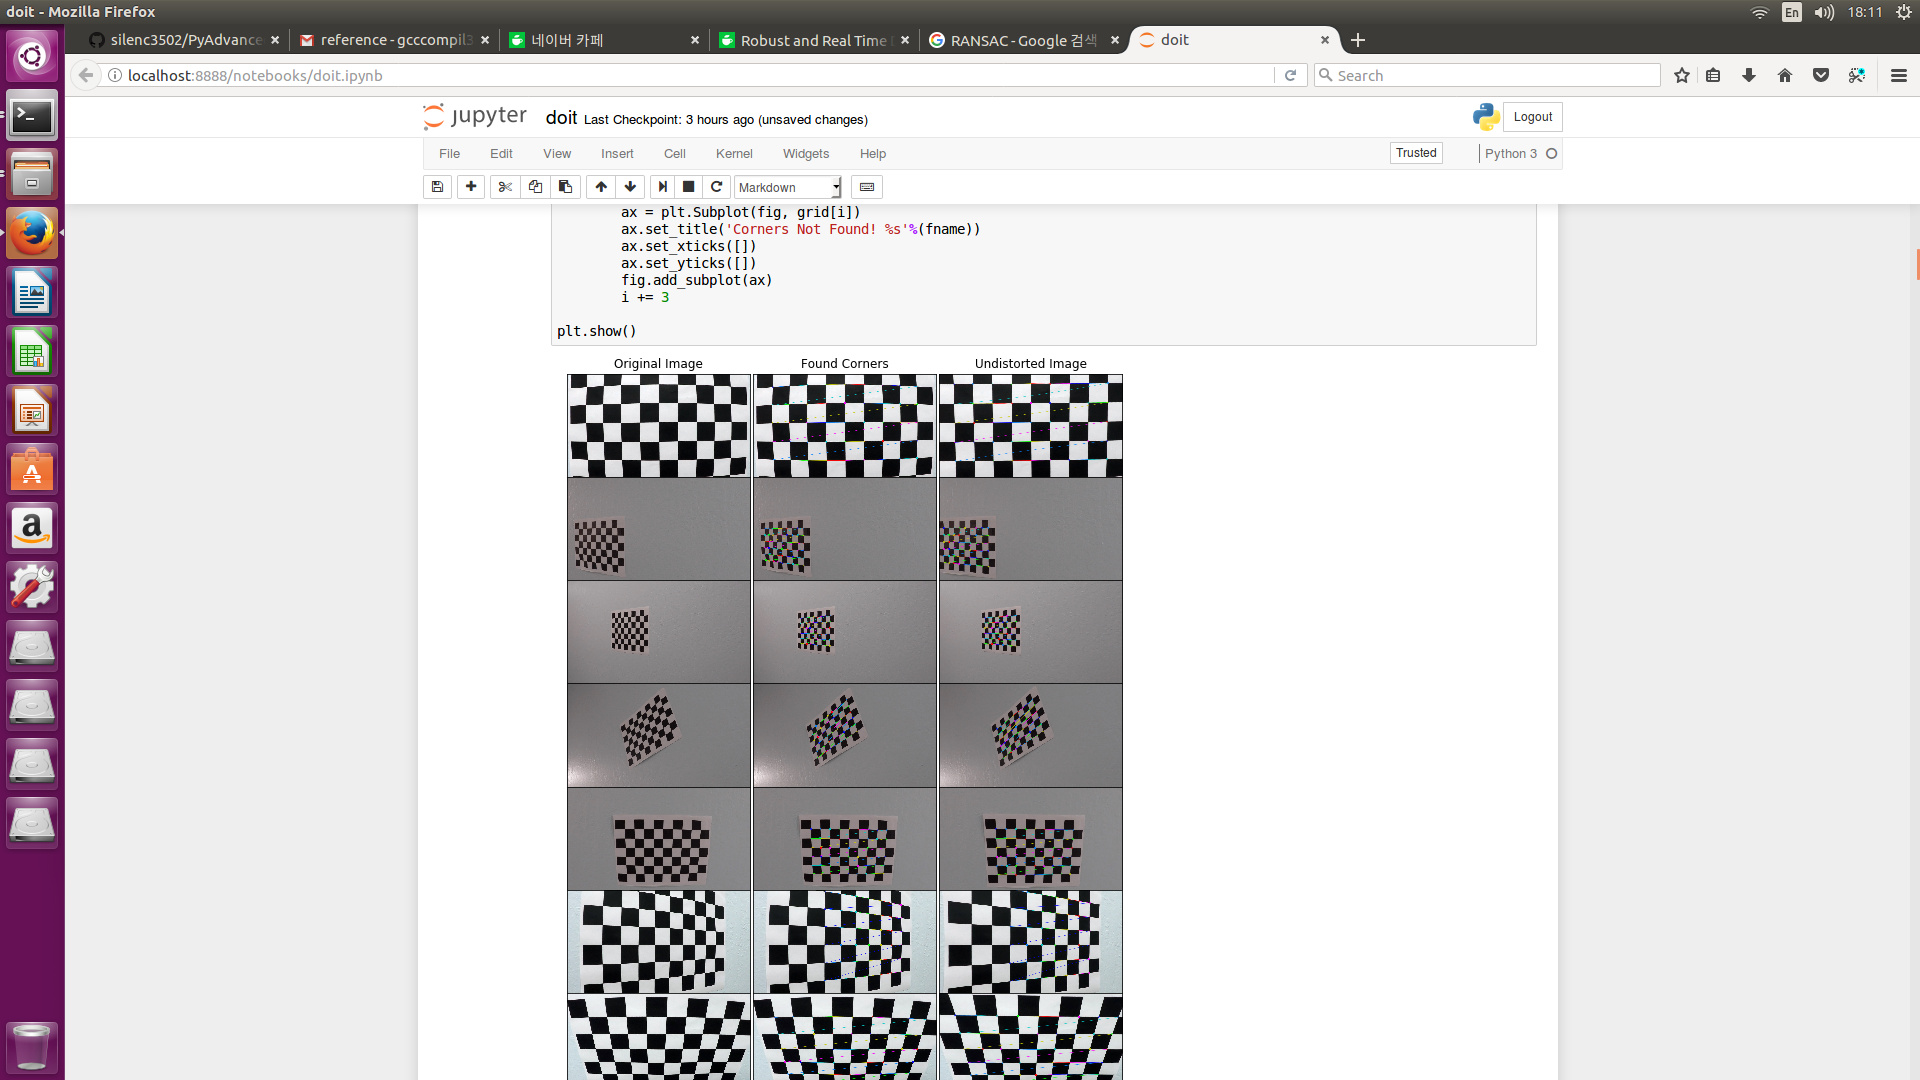 doit - Mozilla Firefox
En
18:11
silenc3502/PyAdvance
reference - gcccompil3
네이버 카페
Robust and Real Time
RANSAC - Google 검색
doit
localhost:8888/notebooks/doit.ipynb
Search
jupyter
doit Last Checkpoint: 3 hours ago (unsaved changes)
Logout
File Edit View Insert Cell Kernel Widgets Help
Trusted
Python 3
Markdown
ax = plt.Subplot(fig, grid[i])
ax.set_title('Corners Not Found! %s'%(fname))
ax.set_xticks([])
ax.set_yticks([])
fig.add_subplot(ax)
i += 3
plt.show()
Original Image
Found Corners
Undistorted Image